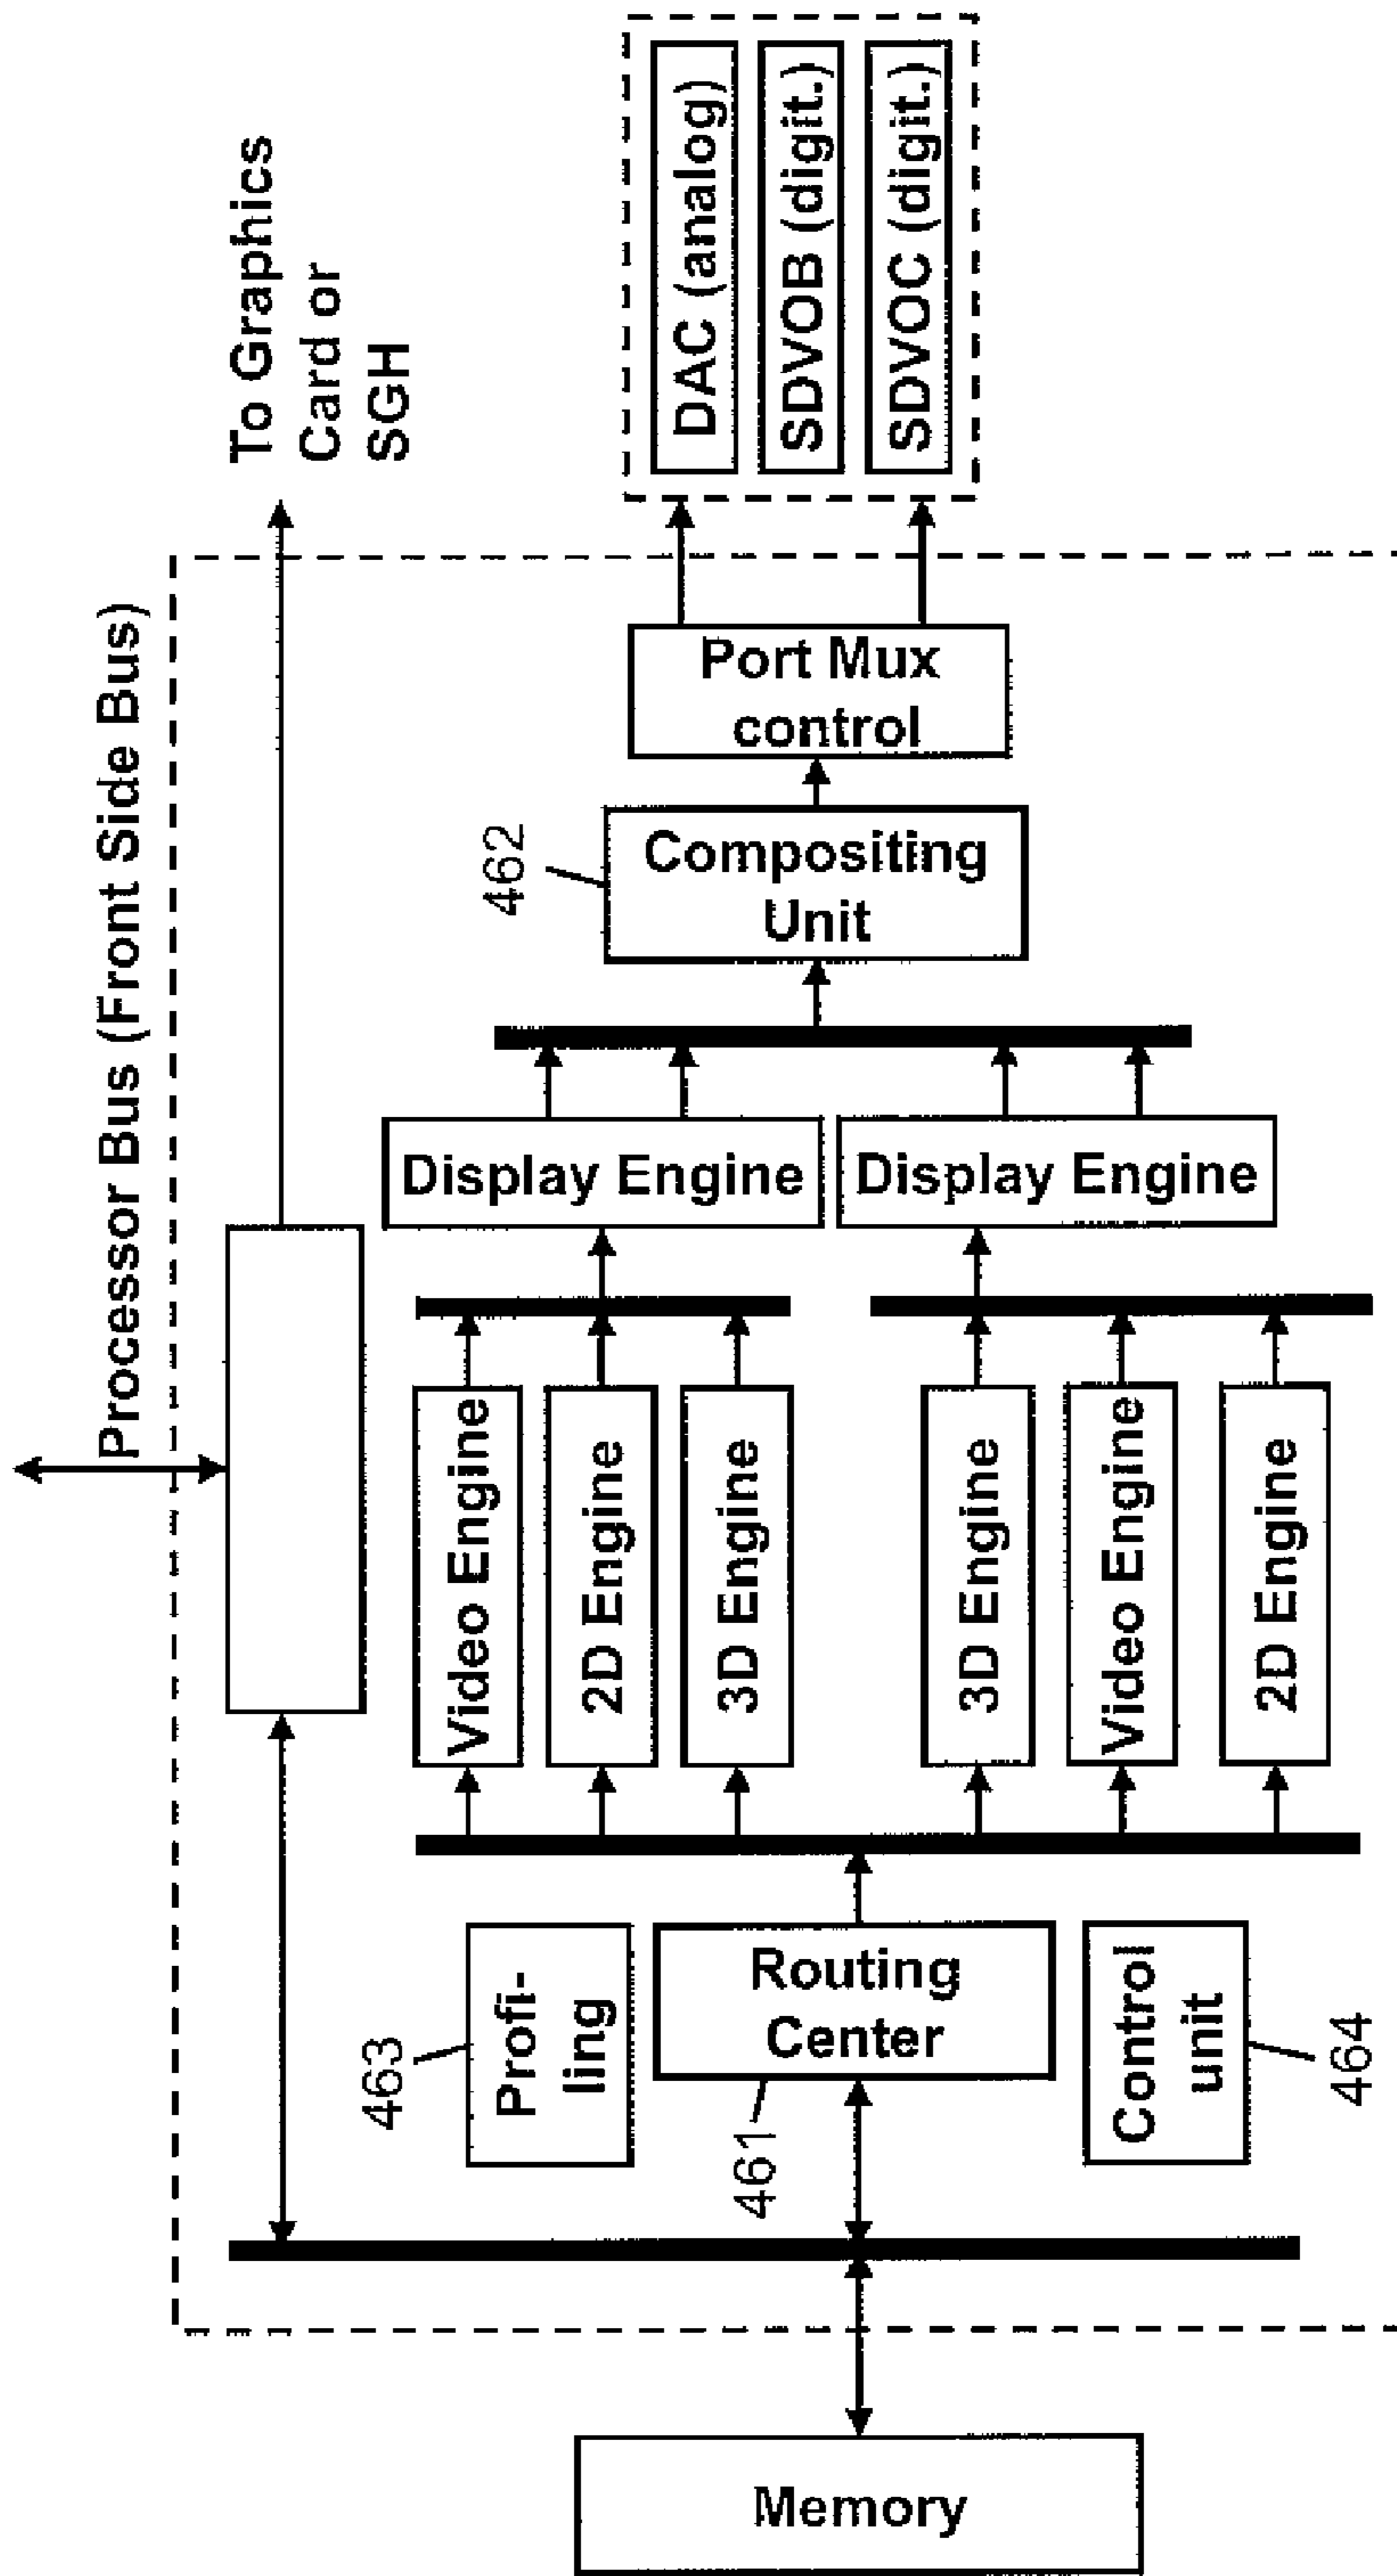 Processor Bus (Front Side Bus)
To Graphics
Card or
SGH
Memory
463
Profi-
ling
461
Routing
Center
Control
unit
464
Video Engine
2D Engine
3D Engine
3D Engine
Video Engine
2D Engine
Display Engine
Display Engine
462
Compositing
Unit
Port Mux
control
DAC (analog)
SDVOB (digit.)
SDVOC (digit.)